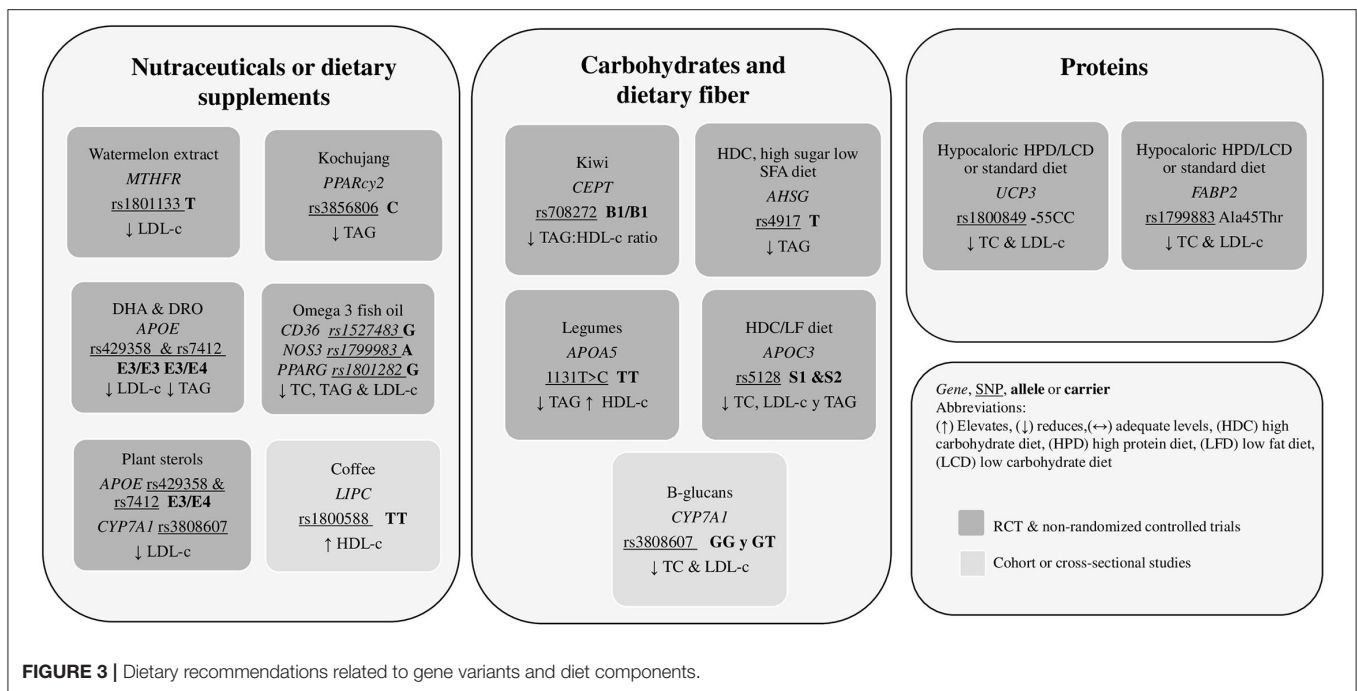 Nutraceuticals or dietary
supplements
Watermelon extract
MTHFR
rs1801133 T
↓ LDL-c
Kochujang
PPARcy2
rs3856806 C
↓ TAG
DHA & DRO
APOE
rs429358 & rs7412
E3/E3 E3/E4
↓ LDL-c ↓ TAG
Omega 3 fish oil
CD36 rs1527483 G
NOS3 rs1799983 A
PPARG rs1801282 G
↓ TC, TAG & LDL-c
Plant sterols
APOE rs429358 &
rs7412 E3/E4
CYP7A1 rs3808607
↓ LDL-c
Coffee
LIPC
rs1800588 TT
↑ HDL-c
Carbohydrates and
dietary fiber
Kiwi
CEPT
rs708272 B1/B1
↓ TAG:HDL-c ratio
HDC, high sugar low
SFA diet
AHSG
rs4917 T
↓ TAG
Legumes
APOA5
1131T>C TT
↓ TAG ↑ HDL-c
HDC/LF diet
APOC3
rs5128 S1 &S2
↓ TC, LDL-c y TAG
B-glucans
CYP7A1
rs3808607 GG y GT
↓ TC & LDL-c
Proteins
Hypocaloric HPD/LCD
or standard diet
UCP3
rs1800849 -55CC
↓ TC & LDL-c
Hypocaloric HPD/LCD
or standard diet
FABP2
rs1799883 Ala45Thr
↓ TC & LDL-c
Gene, SNP, allele or carrier
Abbreviations:
(↑) Elevates, (↓) reduces,(↔) adequate levels, (HDC) high
carbohydrate diet, (HPD) high protein diet, (LFD) low fat diet,
(LCD) low carbohydrate diet
RCT & non-randomized controlled trials
Cohort or cross-sectional studies
FIGURE 3 | Dietary recommendations related to gene variants and diet components.